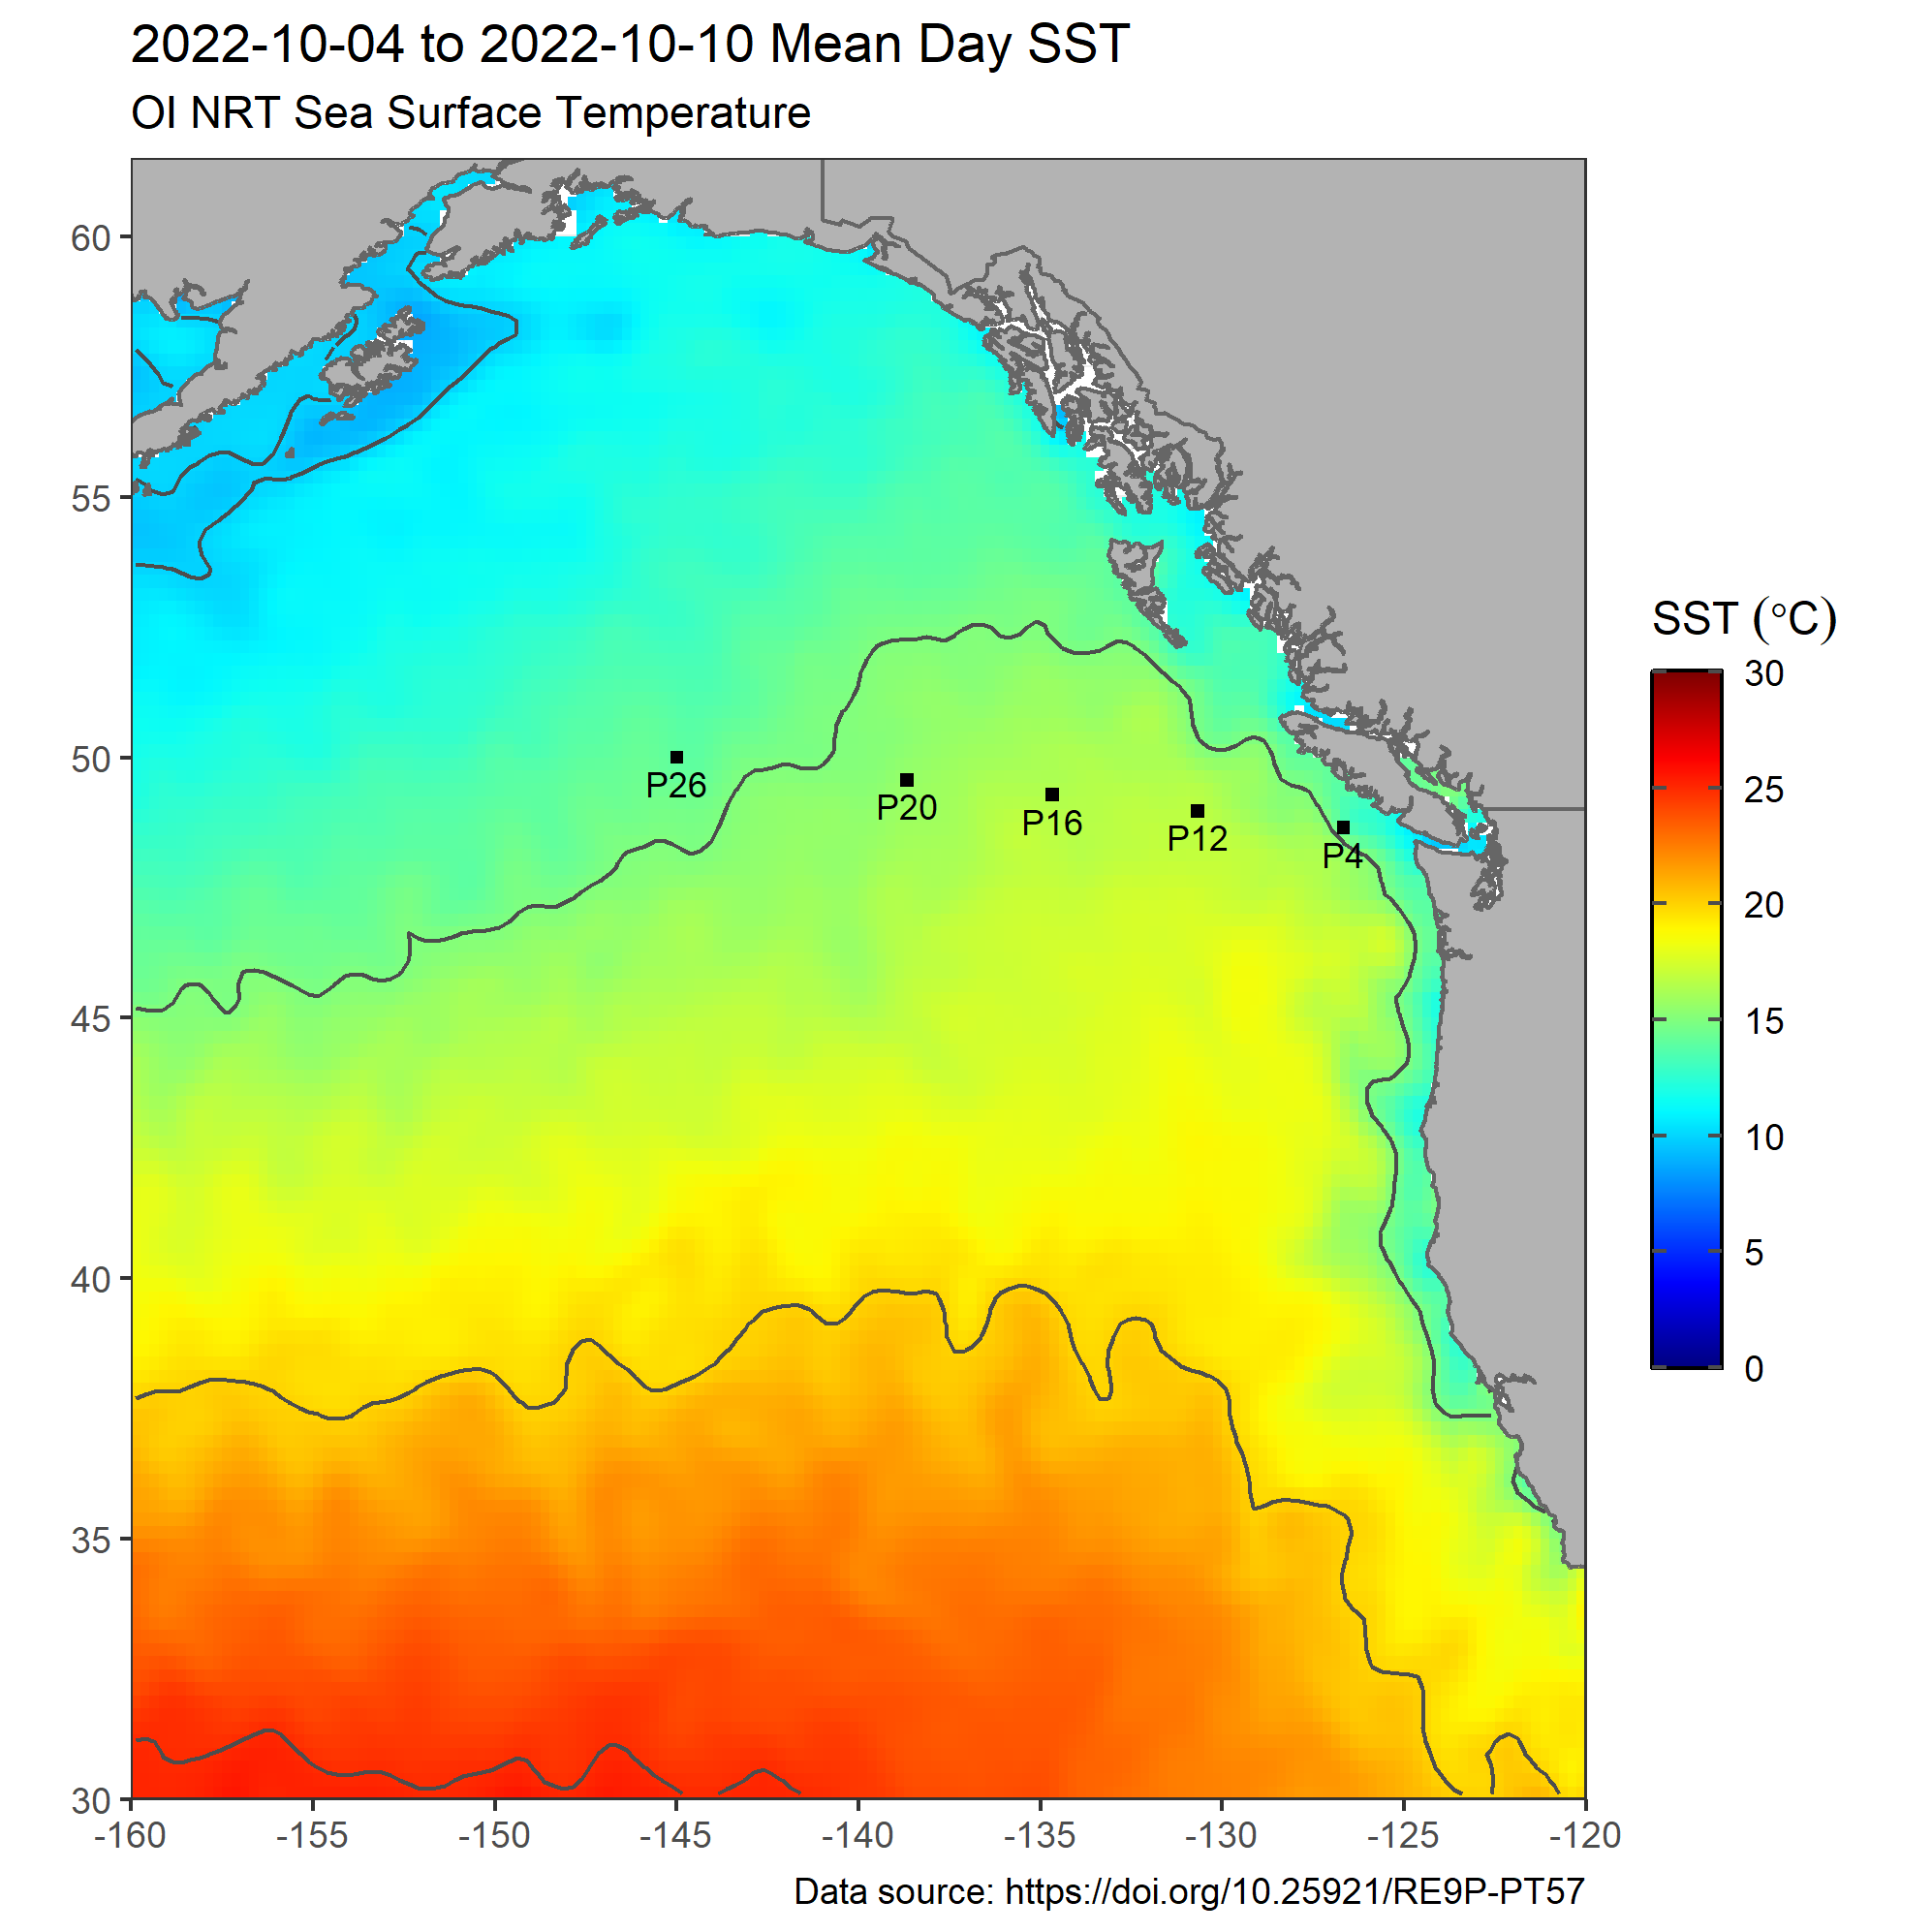 2022-10-04 to 2022-10-10 Mean Day SST
OI NRT Sea Surface Temperature
60
55
50
45
40
35
30
P26
P20
P16
P12
P4
-160
-155
-150
-145
-140
-135
-130
-125
-120
SST (°C)
30
25
20
15
10
5
0
Data source: https://doi.org/10.25921/RE9P-PT57